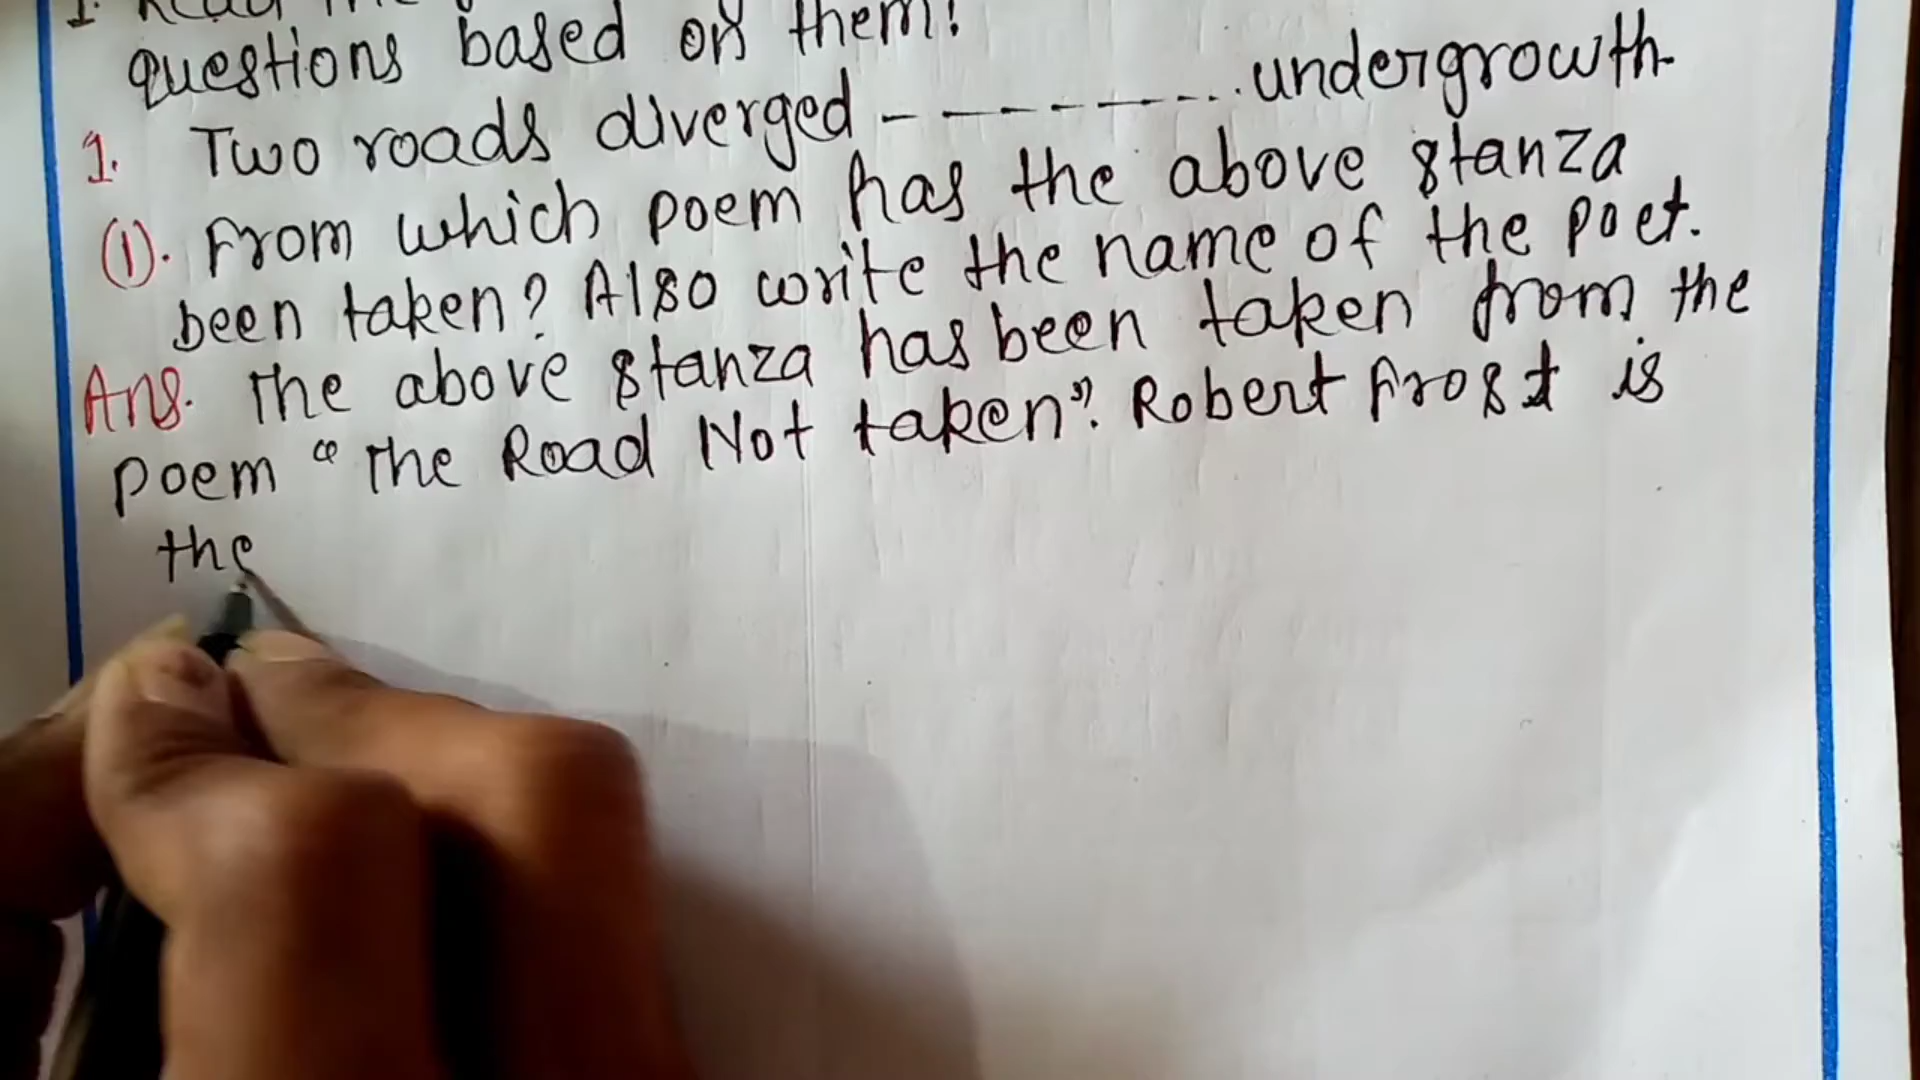 questions based on them!
1. Two roads diverged - - - - - - - .. undergrowth
(1). From which poem has the above stanza
been taken? Also write the name of the poet.
Ans. The above stanza has been taken from the
poem "The Road Not taken". Robert Frost is
the